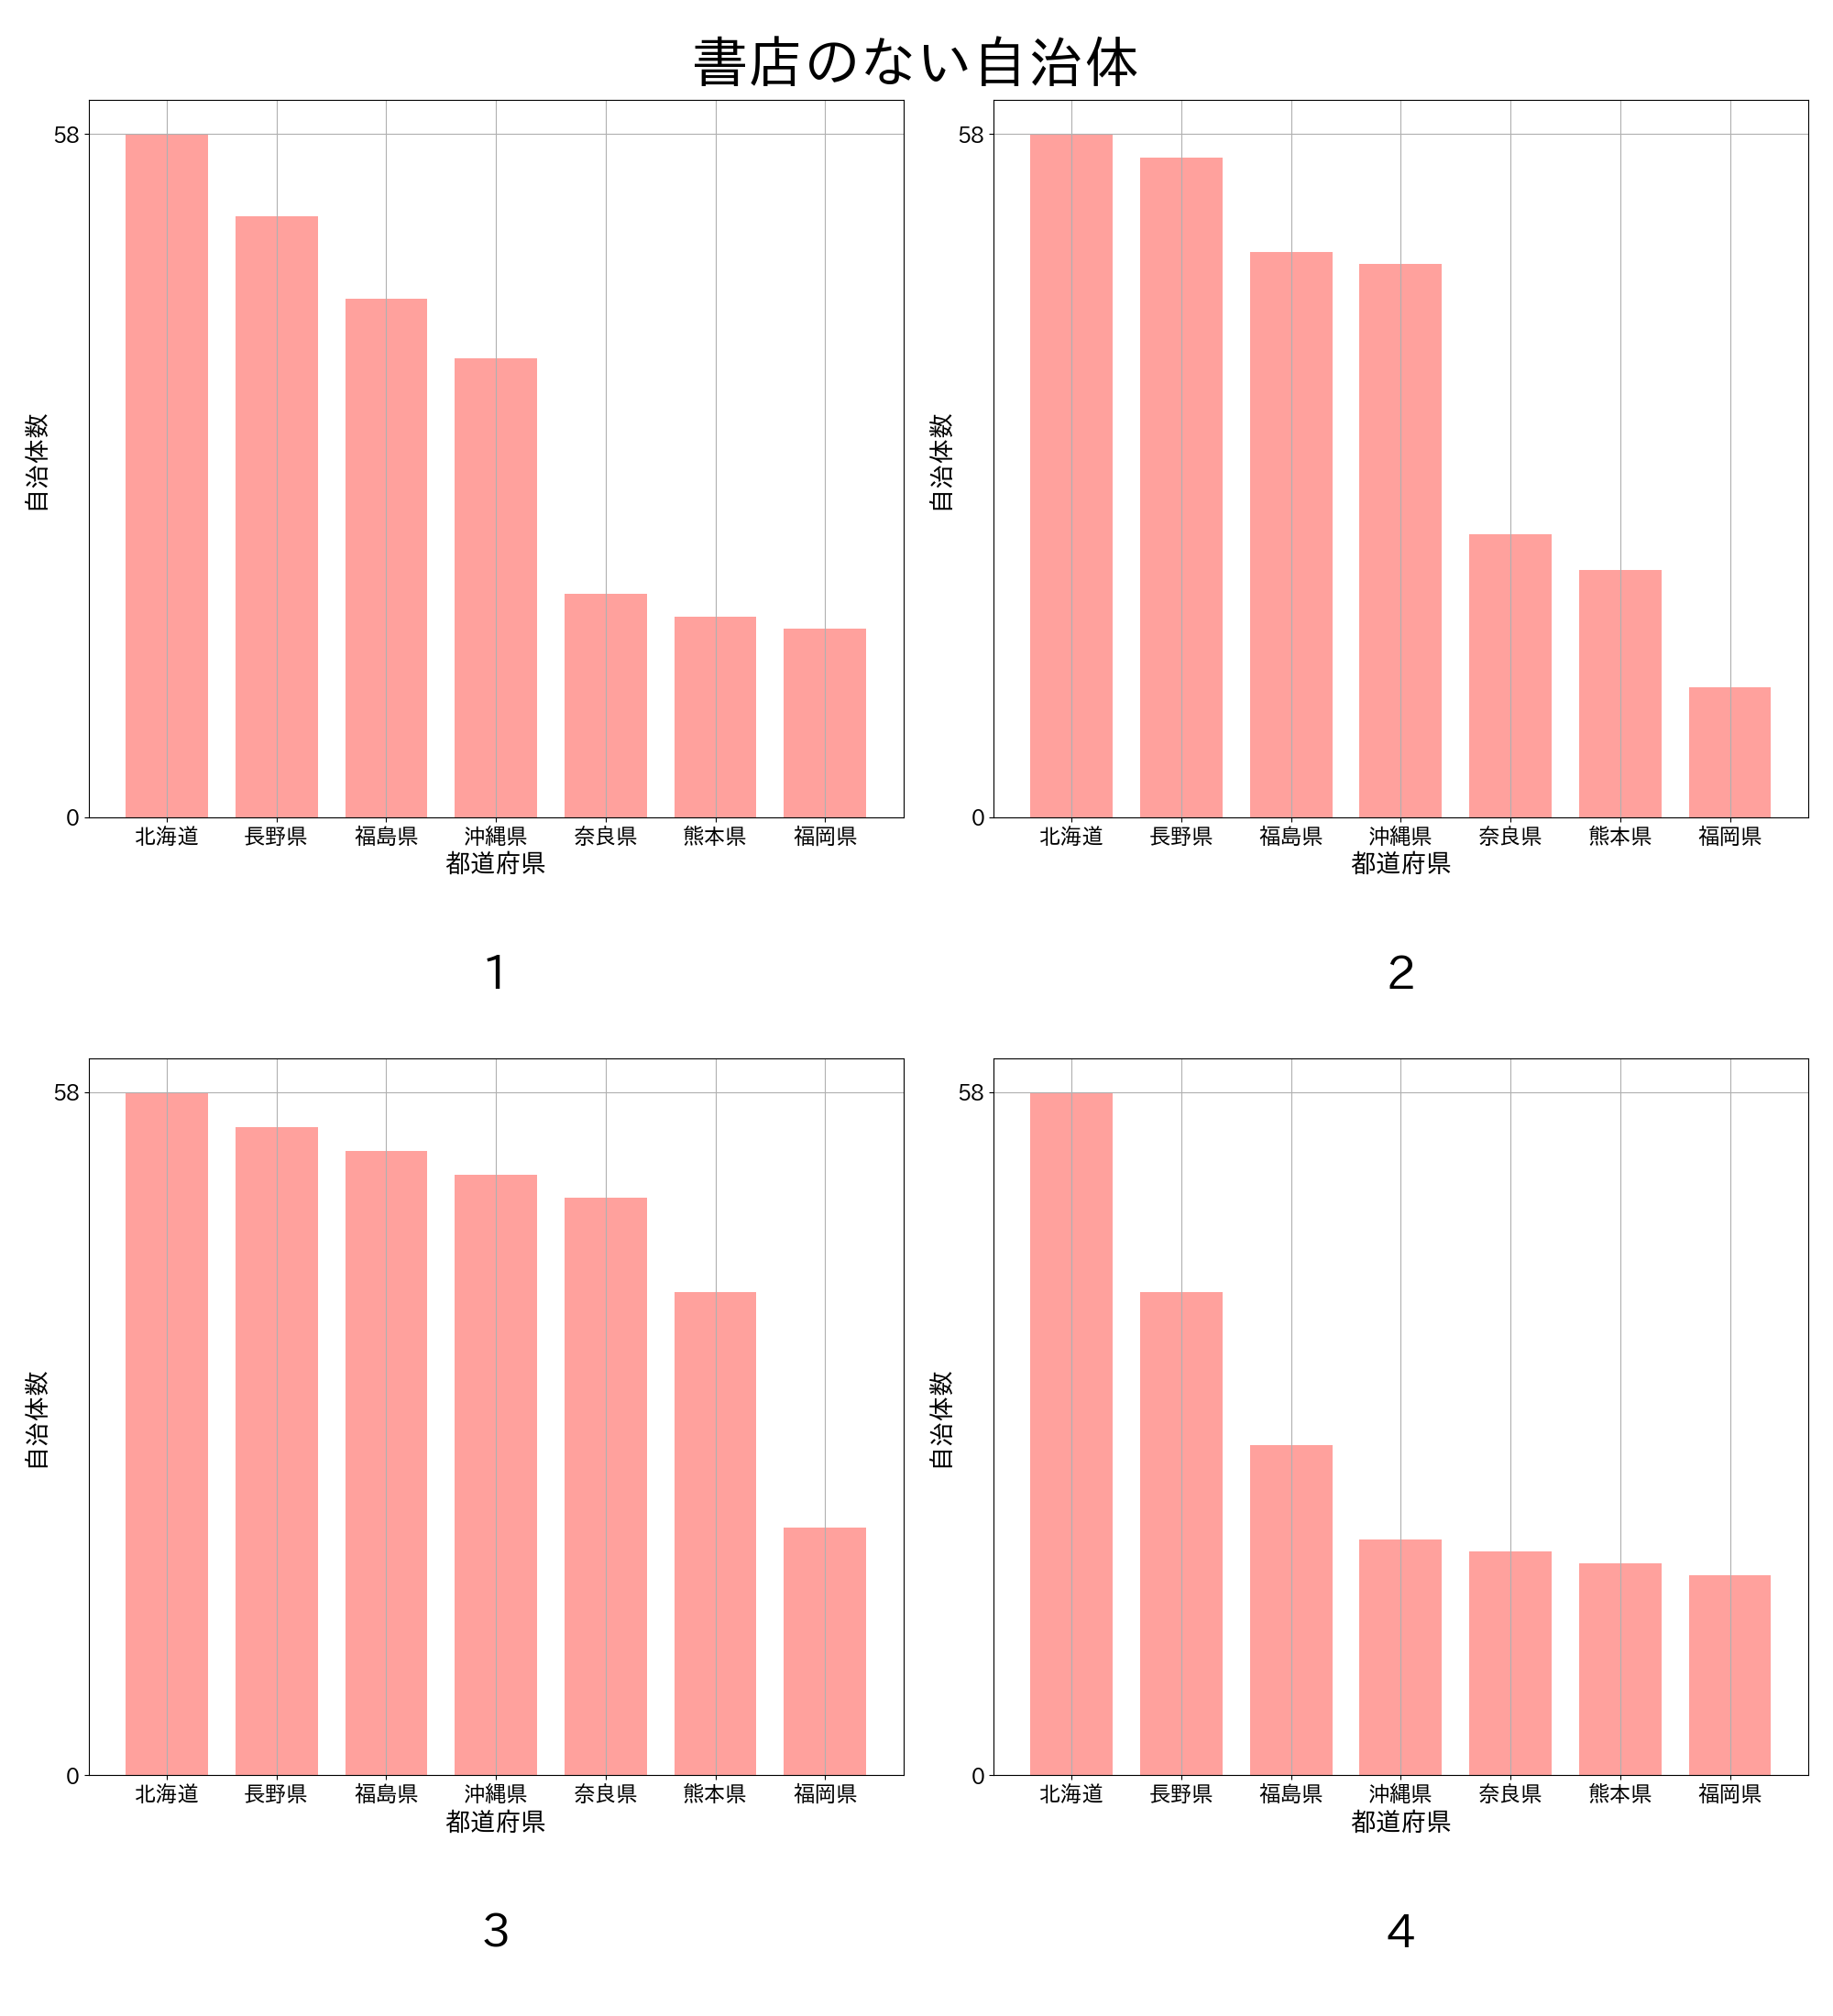 書店のない自治体
58
0
自治体数
北海道 長野県 福島県 沖縄県 奈良県 熊本県 福岡県
都道府県
1
58
0
自治体数
北海道 長野県 福島県 沖縄県 奈良県 熊本県 福岡県
都道府県
2
58
0
自治体数
北海道 長野県 福島県 沖縄県 奈良県 熊本県 福岡県
都道府県
3
58
0
自治体数
北海道 長野県 福島県 沖縄県 奈良県 熊本県 福岡県
都道府県
4